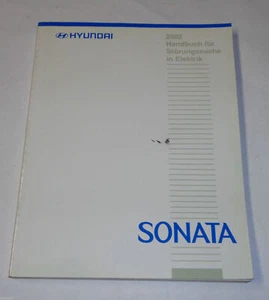 HYUNDAI
2002
Handbuch für
Störungssuche
in Elektrik
SONATA